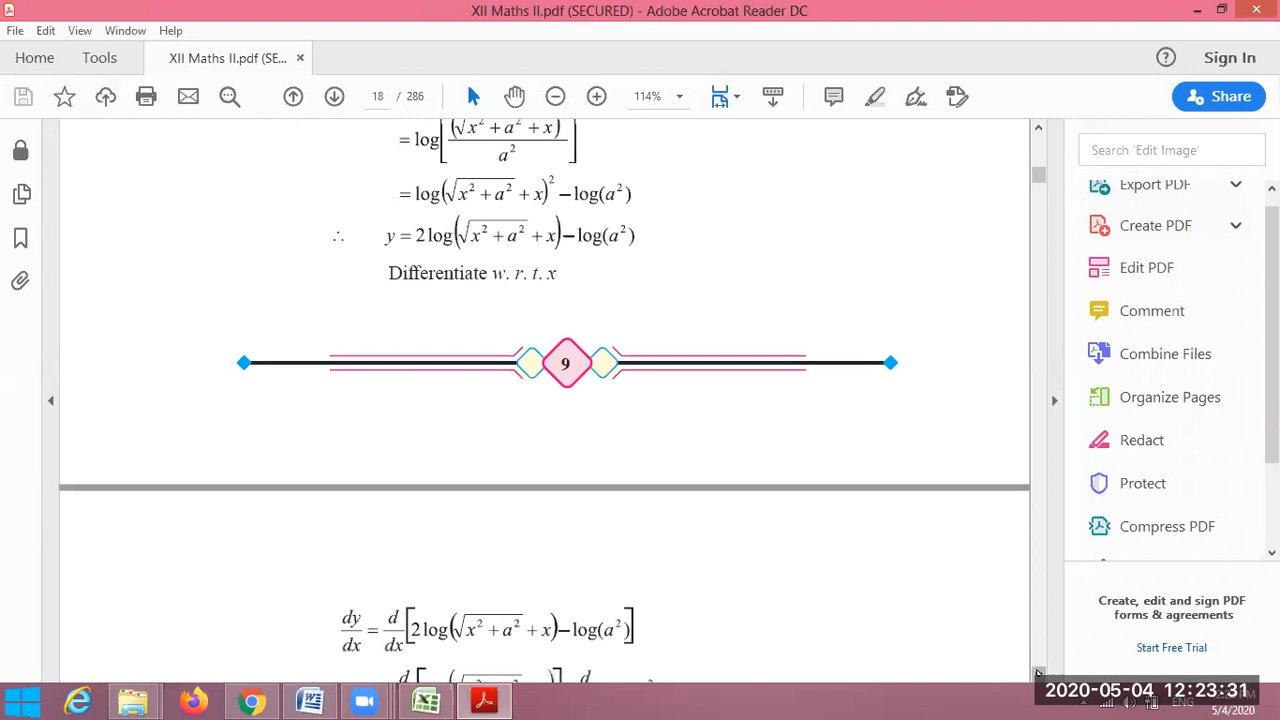 XII Maths II.pdf (SECURED) - Adobe Acrobat Reader DC
File Edit View Window Help
Home Tools XII Maths II.pdf (SE... × Sign In
18 / 286 114% Share
= log[(√x² + a² + x)² / a²]
= log(√x² + a² + x)² − log(a²)
∴ y = 2 log(√x² + a² + x) − log(a²)
Differentiate w. r. t. x
9
dy/dx = d/dx [2 log(√x² + a² + x) − log(a²)]
Search 'Edit Image'
Export PDF
Create PDF
Edit PDF
Comment
Combine Files
Organize Pages
Redact
Protect
Compress PDF
Create, edit and sign PDF
forms & agreements
Start Free Trial
2020-05-04 12:23:31
ENG
5/4/2020